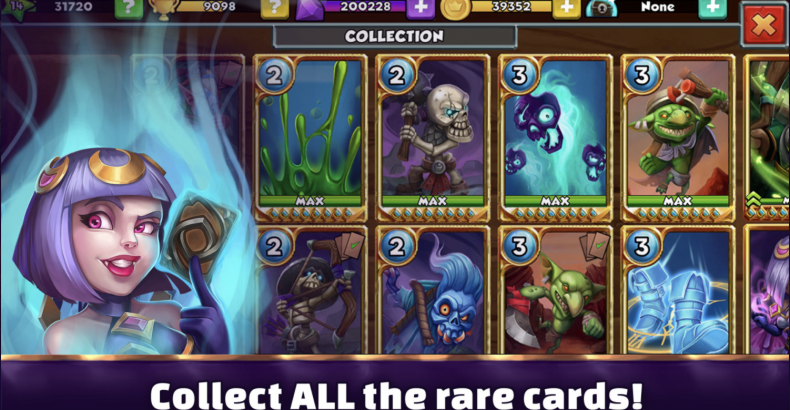 14 31720 ? 9098 ? 200228 + 39352 + None +
COLLECTION
2 2 2 3 3
MAX MAX MAX MAX
2 2 3 3
Collect ALL the rare cards!